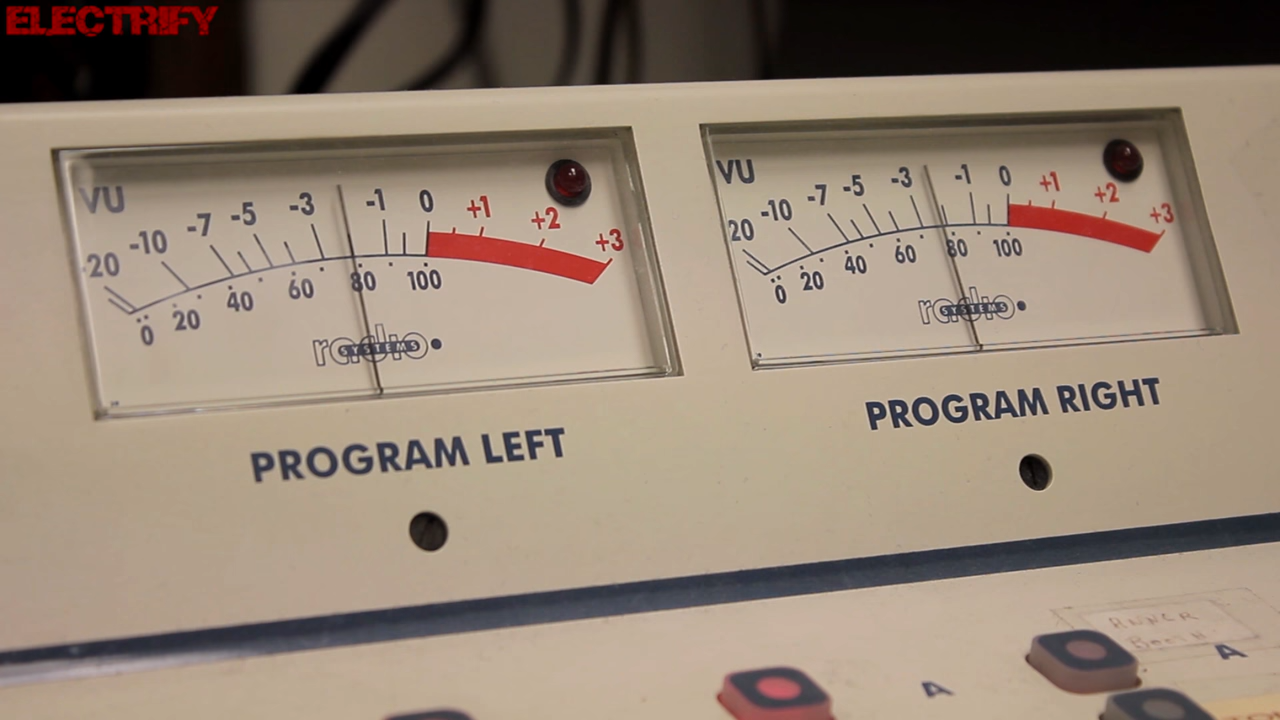 ELECTRIFY
VU
20 -10 -7 -5 -3 -1 0 +1 +2 +3
0 20 40 60 80 100
radio
SYSTEMS
PROGRAM LEFT
VU
20 -10 -7 -5 -3 -1 0 +1 +2 +3
0 20 40 60 80 100
radio
SYSTEMS
PROGRAM RIGHT
A
A